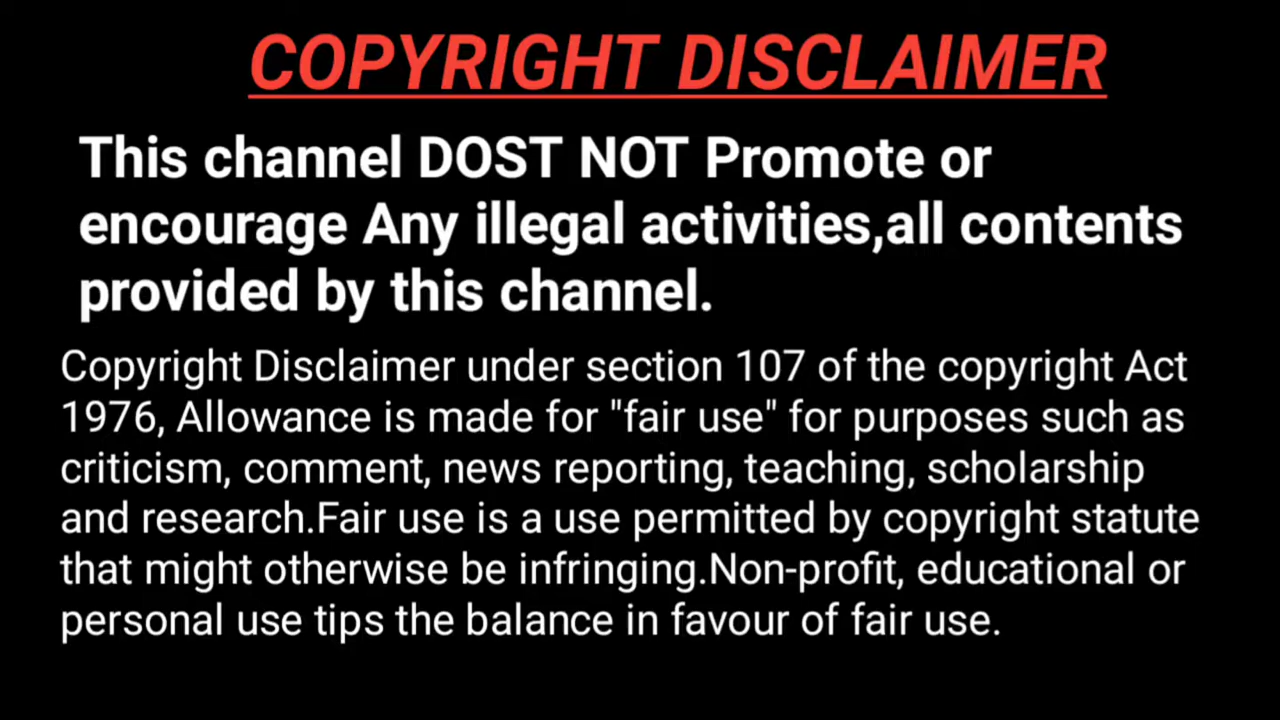 COPYRIGHT DISCLAIMER
This channel DOST NOT Promote or
encourage Any illegal activities,all contents
provided by this channel.
Copyright Disclaimer under section 107 of the copyright Act
1976, Allowance is made for "fair use" for purposes such as
criticism, comment, news reporting, teaching, scholarship
and research.Fair use is a use permitted by copyright statute
that might otherwise be infringing.Non-profit, educational or
personal use tips the balance in favour of fair use.